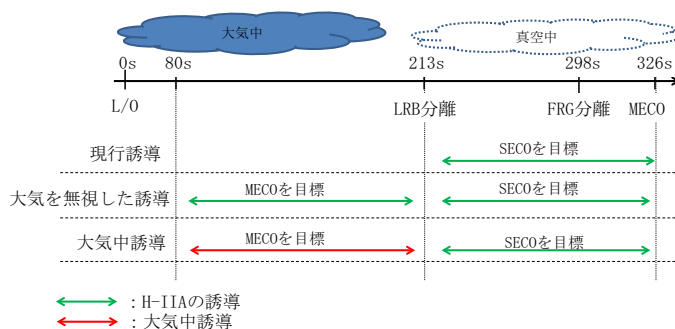 大気中
真空中
0s 80s 213s 298s 326s
L/O LRB分離 FRG分離 MECO
現行誘導 SECOを目標
大気を無視した誘導 MECOを目標 SECOを目標
大気中誘導 MECOを目標 SECOを目標
：H-IIAの誘導
：大気中誘導